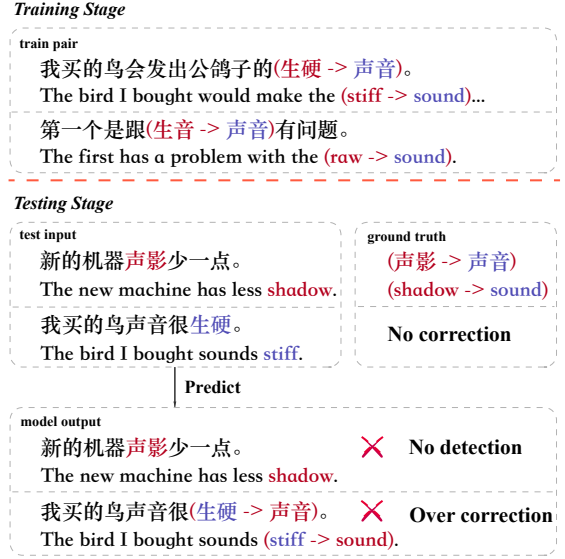 Training Stage
train pair
我买的鸟会发出公鸽子的(生硬 -> 声音)。
The bird I bought would make the (stiff -> sound)...
第一个是跟(生音 -> 声音)有问题。
The first has a problem with the (raw -> sound).
Testing Stage
test input
新的机器声影少一点。
The new machine has less shadow.
我买的鸟声音很生硬。
The bird I bought sounds stiff.
ground truth
(声影 -> 声音)
(shadow -> sound)
No correction
Predict
model output
新的机器声影少一点。
No detection
The new machine has less shadow.
我买的鸟声音很(生硬 -> 声音)。
Over correction
The bird I bought sounds (stiff -> sound).